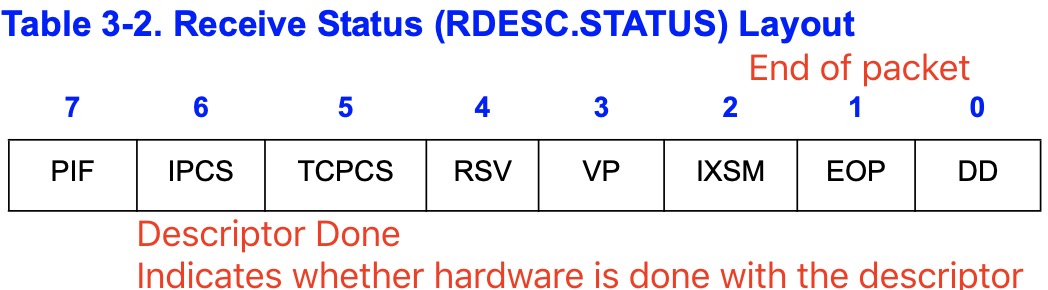 Table 3-2. Receive Status (RDESC.STATUS) Layout
End of packet
7 6 5 4 3 2 1 0
PIF IPCS TCPCS RSV VP IXSM EOP DD
Descriptor Done
Indicates whether hardware is done with the descriptor